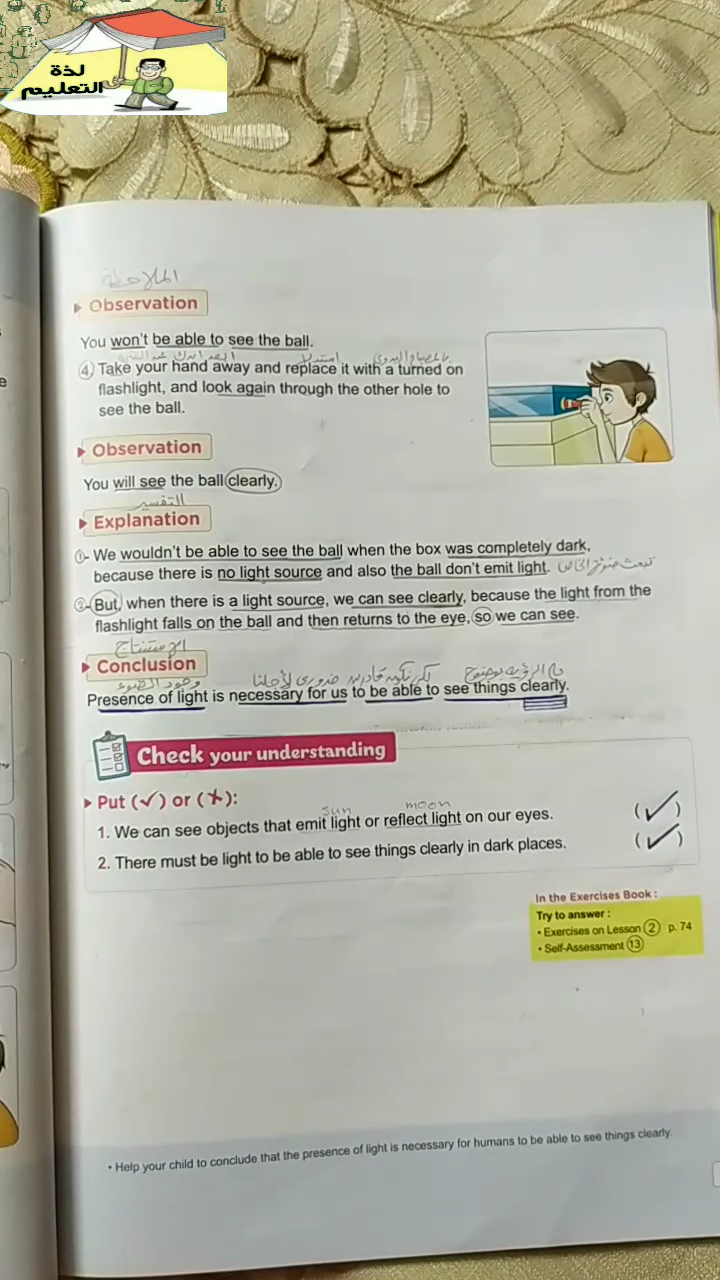 لذة
التعليم
الملاحظة
Observation
You won't be able to see the ball.
استبدلا
④ Take your hand away and replace it with a turned on
flashlight, and look again through the other hole to
see the ball.
Observation
You will see the ball clearly.
التفسير
Explanation
①- We wouldn't be able to see the ball when the box was completely dark,
because there is no light source and also the ball don't emit light.
②- But, when there is a light source, we can see clearly, because the light from the
flashlight falls on the ball and then returns to the eye, so we can see.
الاستنتاج
Conclusion
وجود الضوء ضرورى لأجلنا لكى نكون قادرين
Presence of light is necessary for us to be able to see things clearly.
Check your understanding
Put (✓) or (✗):
sun moon
1. We can see objects that emit light or reflect light on our eyes. (✓)
2. There must be light to be able to see things clearly in dark places. (✓)
In the Exercises Book :
Try to answer :
• Exercises on Lesson ② p. 74
• Self-Assessment ⑬
• Help your child to conclude that the presence of light is necessary for humans to be able to see things clearly.